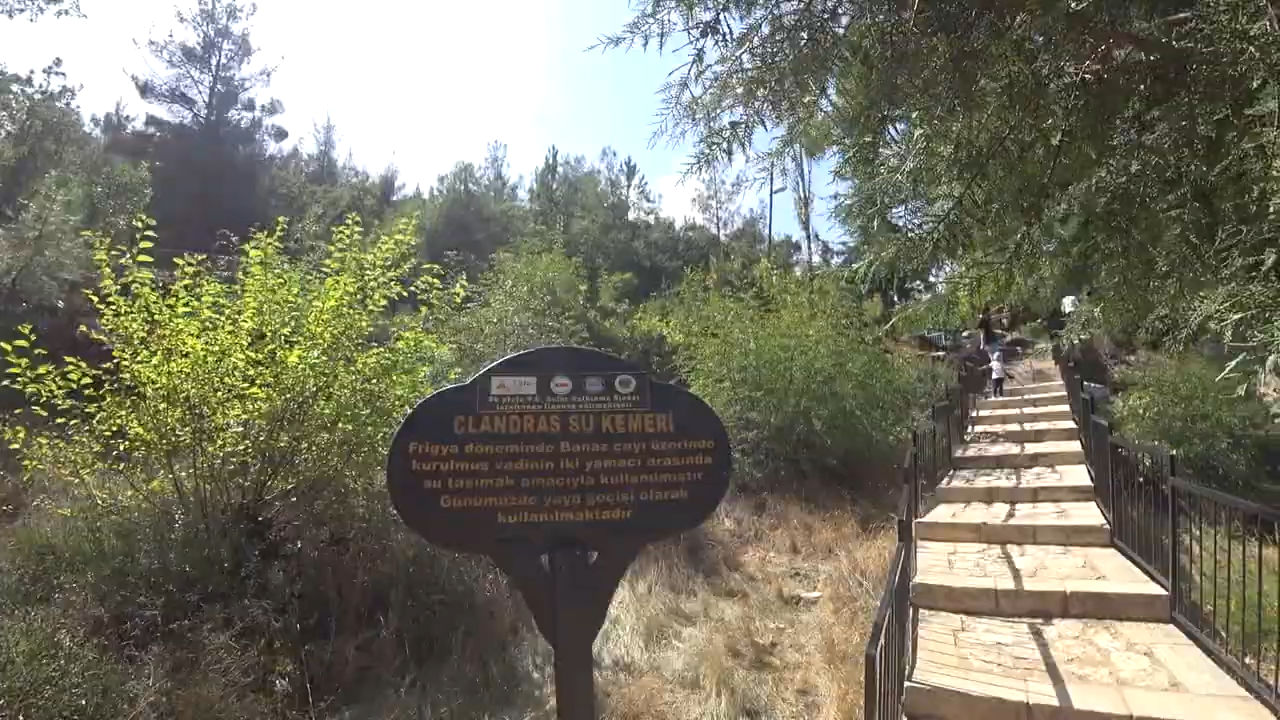 CLANDRAS SU KEMERİ
Frigya döneminde Banaz çayı üzerinde
kurulmuş vadinin iki yamacı arasında
su taşımak amacıyla kullanılmıştır
Günümüzde yaya geçişi olarak
kullanılmaktadır